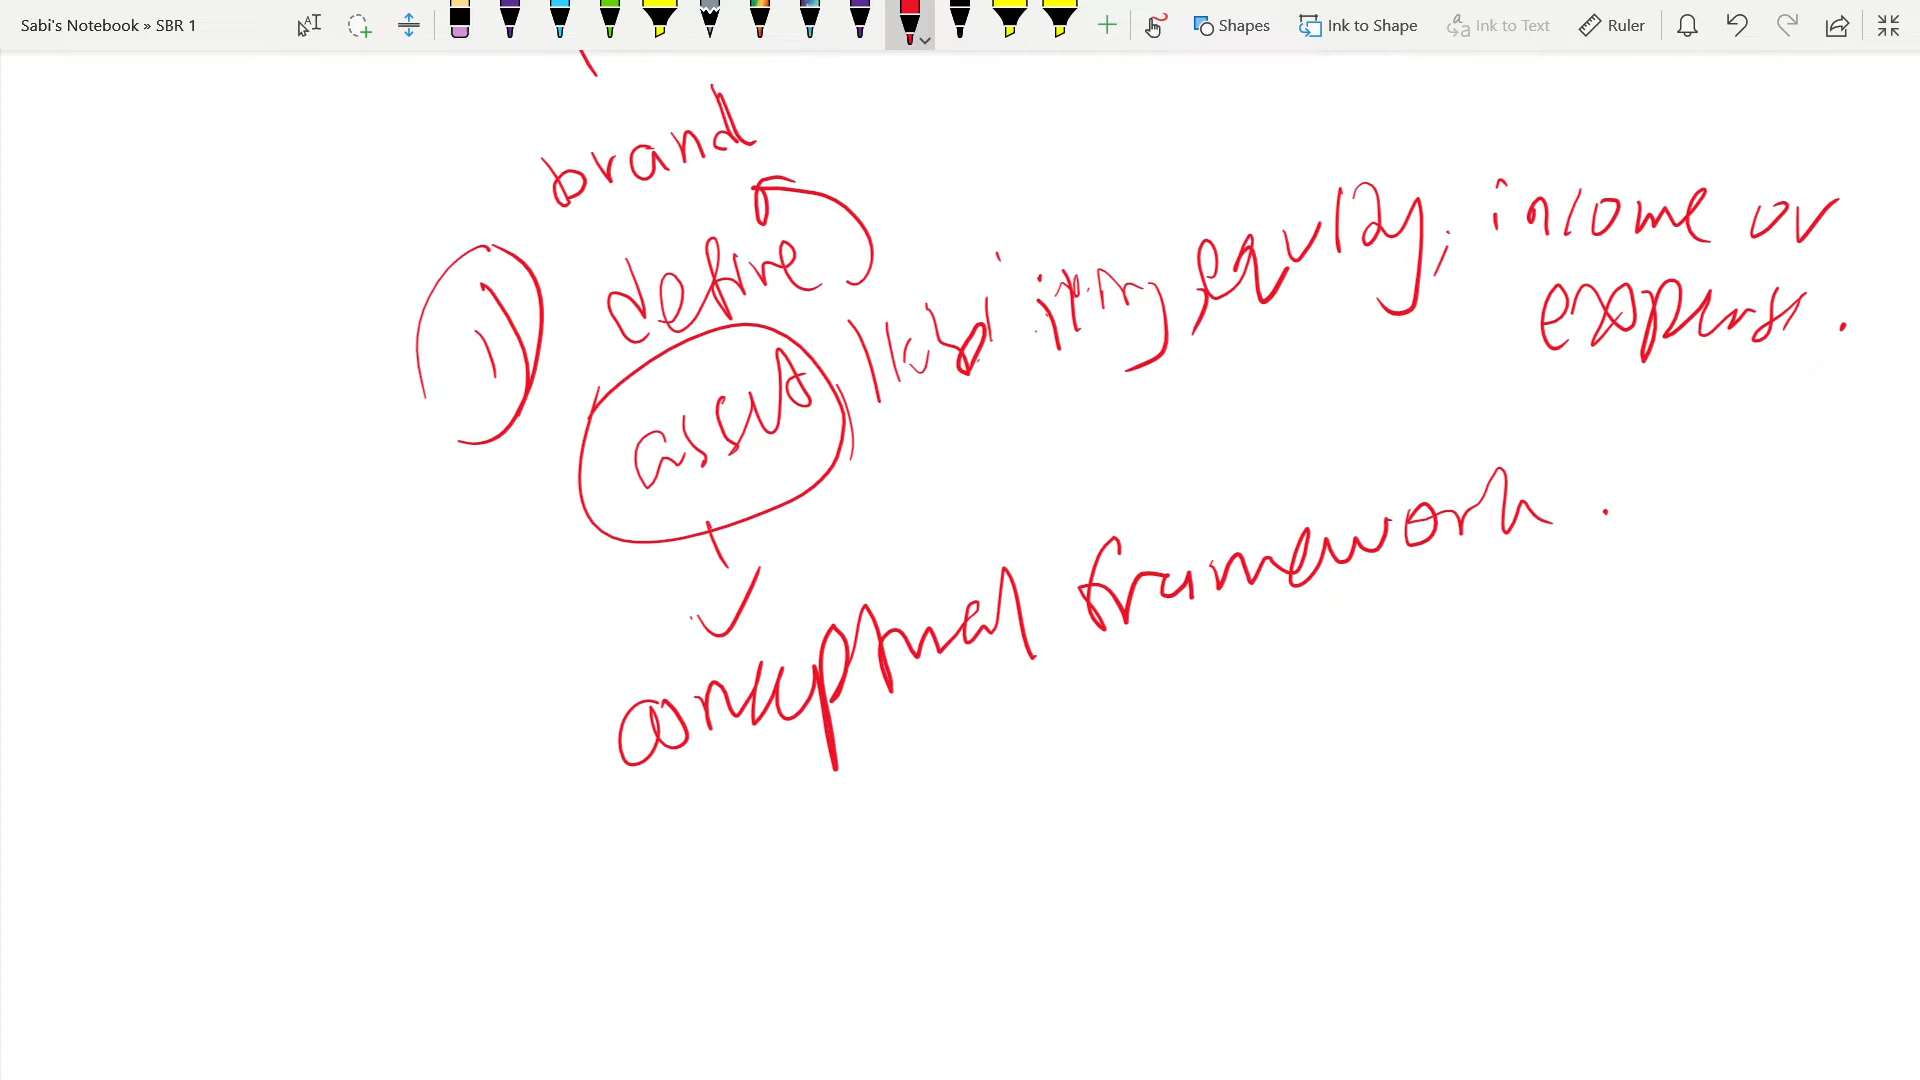 Sabi's Notebook » SBR 1
Shapes
Ink to Shape
Ink to Text
Ruler
brand
1) define
asset, liability, equity, income or
expense.
conceptual framework.